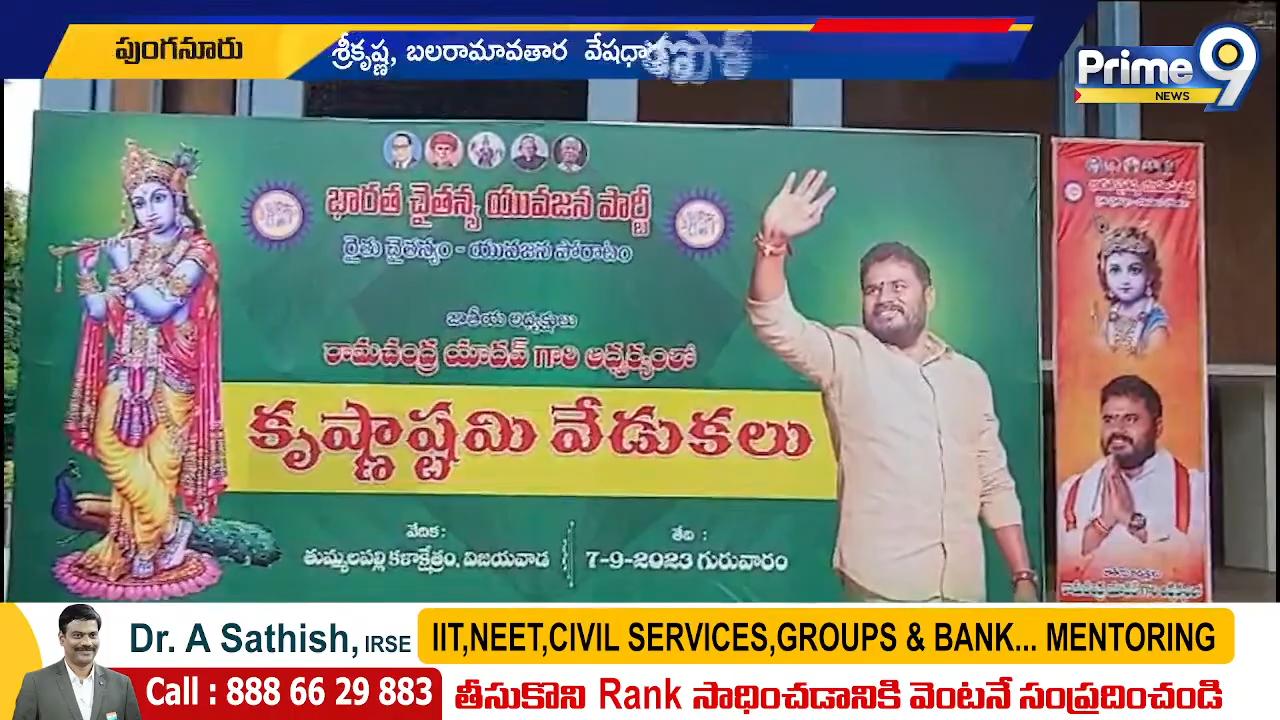 పుంగనూరు
శ్రీకృష్ణ, బలరామావతార
Prime9
NEWS
భారత చైతన్య యువజన పార్టీ
రైతు చైతన్యం - యువజన పోరాటం
జాతీయ అధ్యక్షులు
రామచంద్ర యాదవ్ గారి అధ్వర్యంలో
కృష్ణాష్టమి వేడుకలు
వేదిక :
తుమ్మలపల్లి కళాక్షేత్రం, విజయవాడ
తేది :
7-9-2023 గురువారం
Dr. A Sathish, IRSE
IIT,NEET,CIVIL SERVICES,GROUPS & BANK... MENTORING
Call : 888 66 29 883
తీసుకొని Rank సాధించడానికి వెంటనే సంప్రదించండి